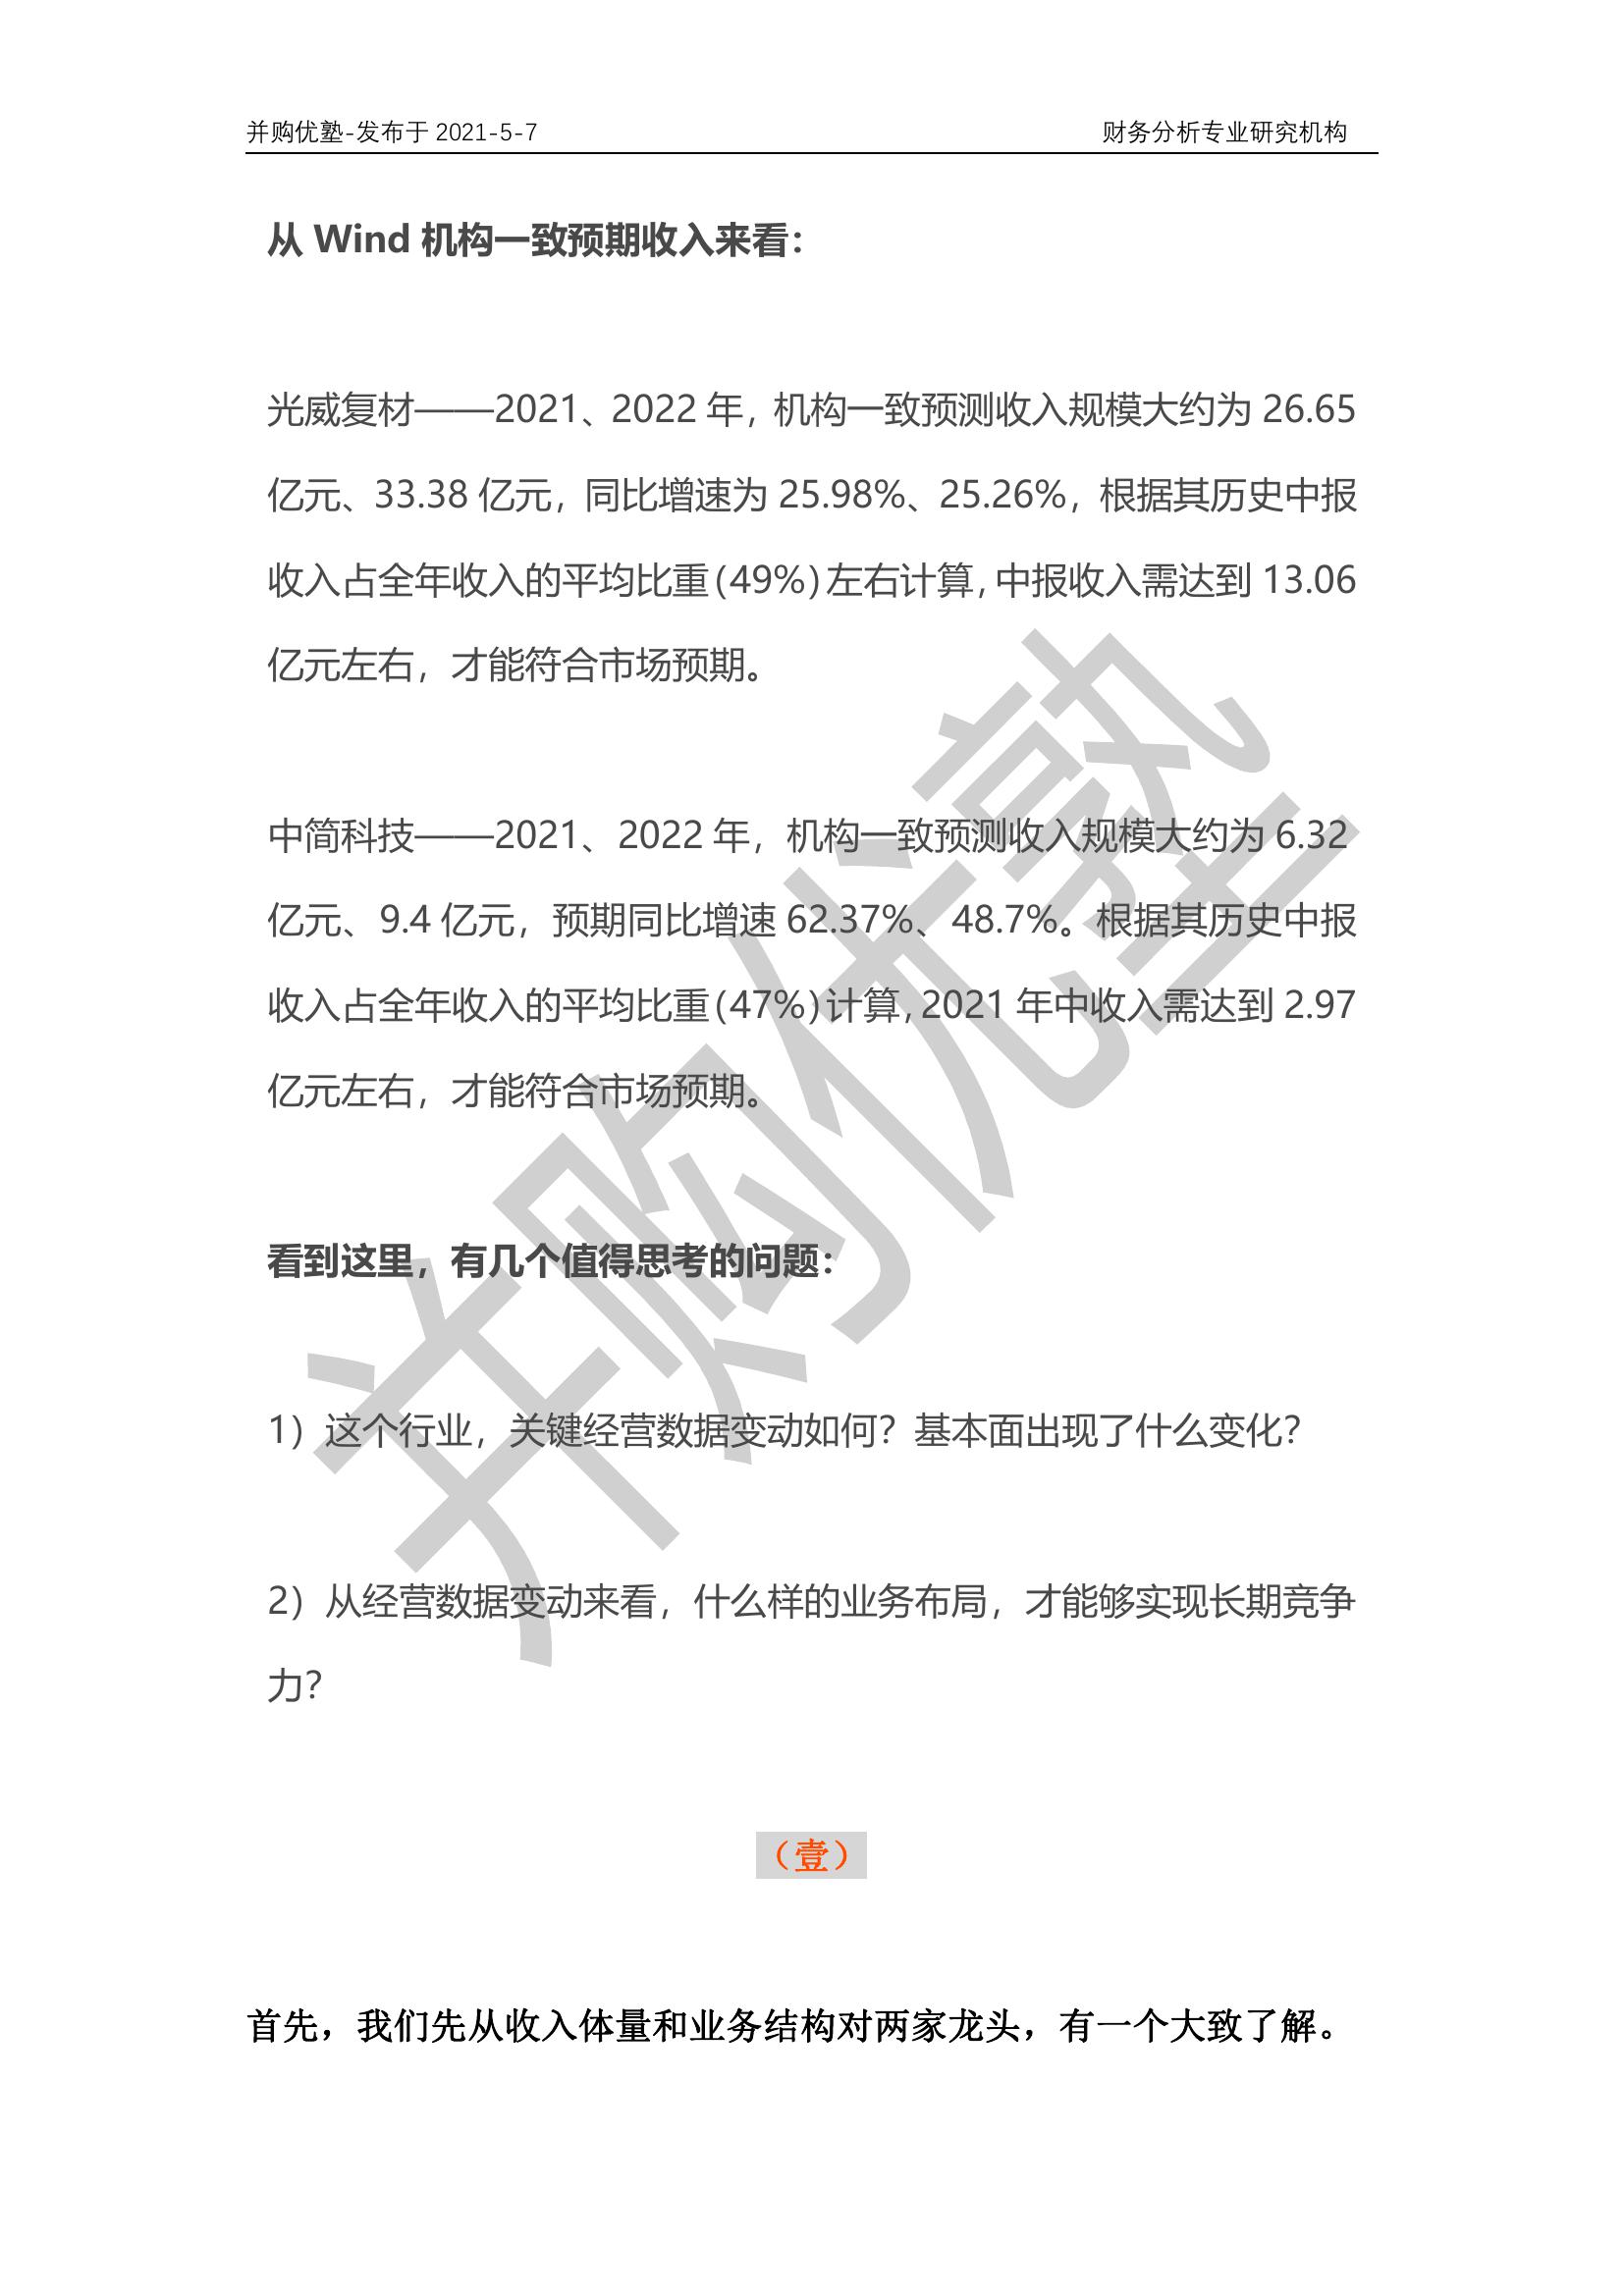 并购优塾-发布于 2021-5-7 财务分析专业研究机构
从 Wind 机构一致预期收入来看：
光威复材——2021、2022 年，机构一致预测收入规模大约为 26.65
亿元、33.38 亿元，同比增速为 25.98%、25.26%，根据其历史中报
收入占全年收入的平均比重（49%）左右计算，中报收入需达到 13.06
亿元左右，才能符合市场预期。
中简科技——2021、2022 年，机构一致预测收入规模大约为 6.32
亿元、9.4 亿元，预期同比增速 62.37%、48.7%。根据其历史中报
收入占全年收入的平均比重（47%）计算，2021 年中收入需达到 2.97
亿元左右，才能符合市场预期。
看到这里，有几个值得思考的问题：
1）这个行业，关键经营数据变动如何？基本面出现了什么变化？
2）从经营数据变动来看，什么样的业务布局，才能够实现长期竞争
力？
（壹）
首先，我们先从收入体量和业务结构对两家龙头，有一个大致了解。
并购优塾